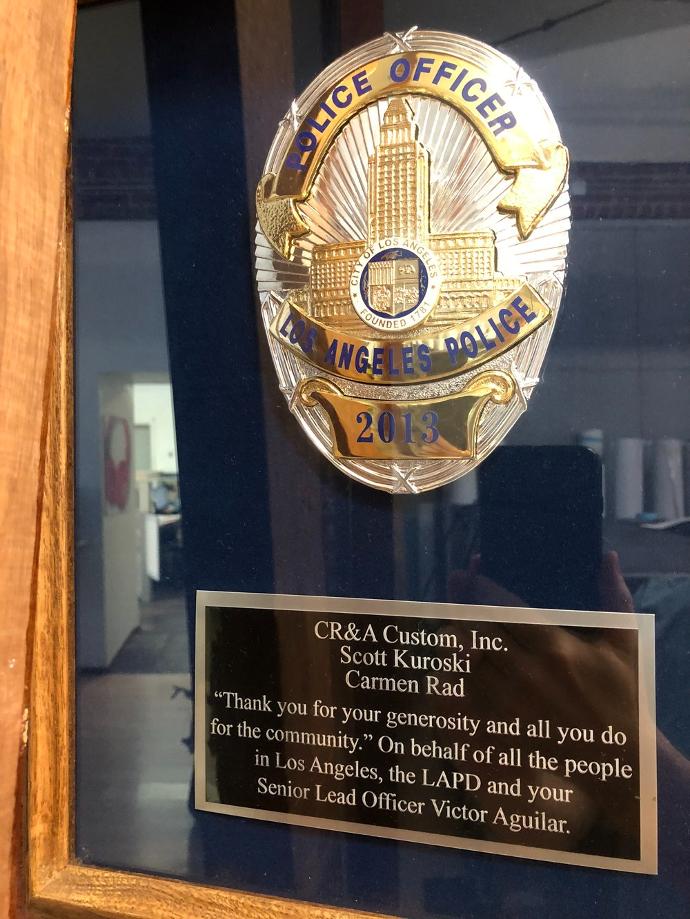 POLICE OFFICER
CITY OF LOS ANGELES
FOUNDED 1781
LOS ANGELES POLICE
2013
CR&A Custom, Inc.
Scott Kuroski
Carmen Rad
“Thank you for your generosity and all you do
for the community.” On behalf of all the people
in Los Angeles, the LAPD and your
Senior Lead Officer Victor Aguilar.